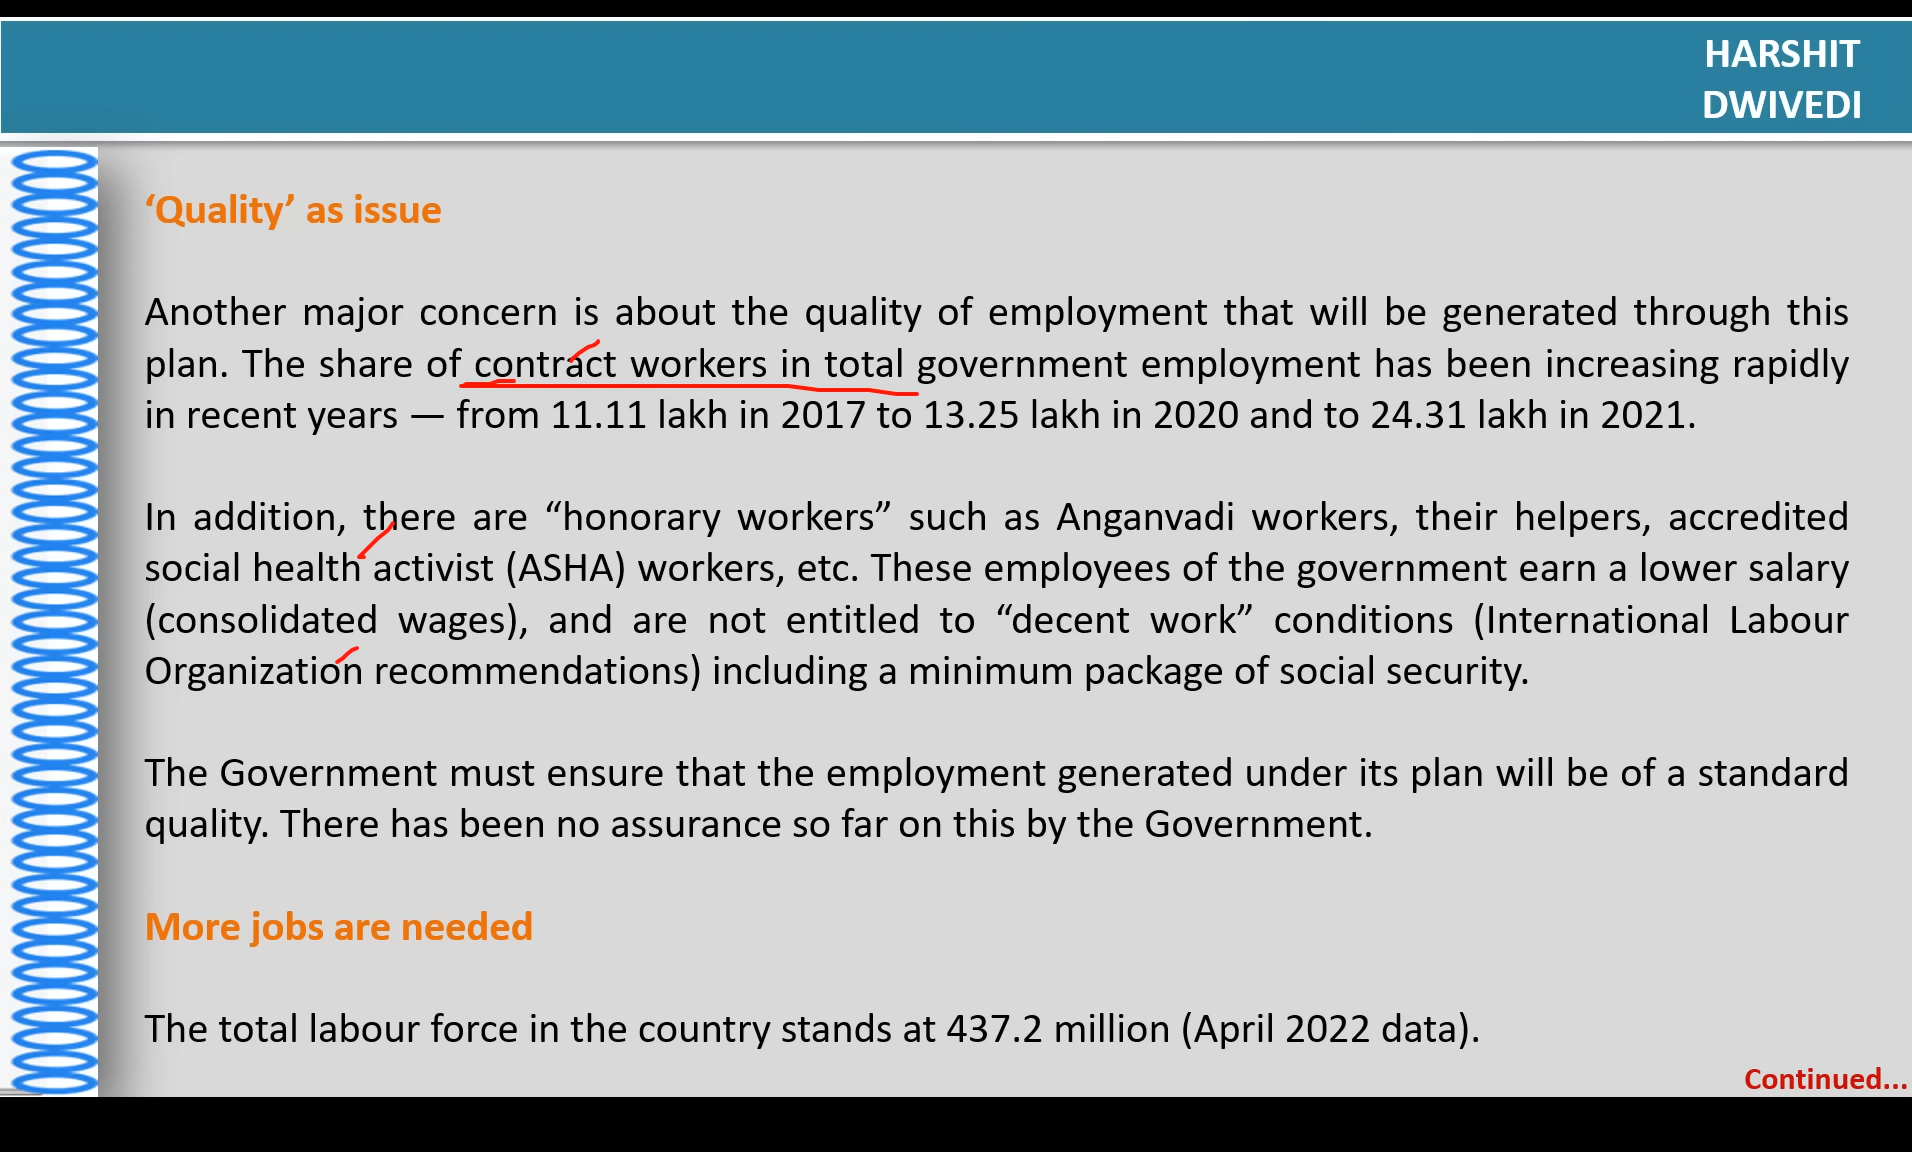 HARSHIT
DWIVEDI
‘Quality’ as issue
Another major concern is about the quality of employment that will be generated through this
plan. The share of contract workers in total government employment has been increasing rapidly
in recent years — from 11.11 lakh in 2017 to 13.25 lakh in 2020 and to 24.31 lakh in 2021.
In addition, there are “honorary workers” such as Anganvadi workers, their helpers, accredited
social health activist (ASHA) workers, etc. These employees of the government earn a lower salary
(consolidated wages), and are not entitled to “decent work” conditions (International Labour
Organization recommendations) including a minimum package of social security.
The Government must ensure that the employment generated under its plan will be of a standard
quality. There has been no assurance so far on this by the Government.
More jobs are needed
The total labour force in the country stands at 437.2 million (April 2022 data).
Continued...